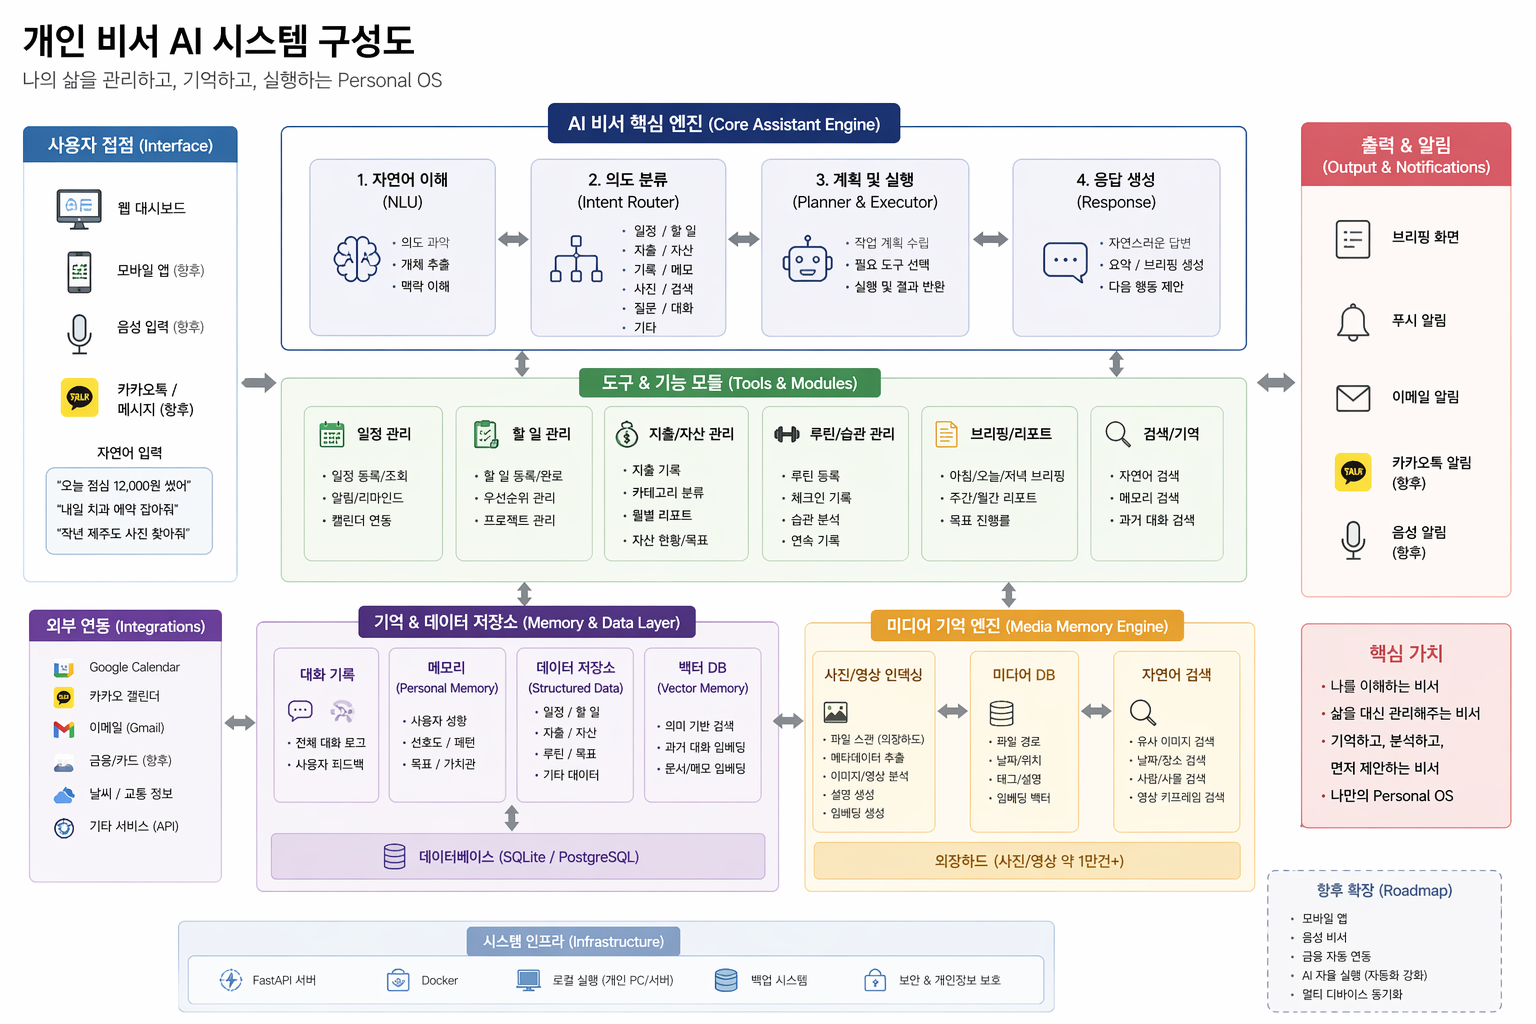 개인 비서 AI 시스템 구성도
나의 삶을 관리하고, 기억하고, 실행하는 Personal OS
사용자 접점 (Interface)
웹 대시보드
모바일 앱 (향후)
음성 입력 (향후)
TALK
카카오톡 /
메시지 (향후)
자연어 입력
"오늘 점심 12,000원 썼어"
"내일 치과 예약 잡아줘"
"작년 제주도 사진 찾아줘"
AI 비서 핵심 엔진 (Core Assistant Engine)
1. 자연어 이해
(NLU)
• 의도 파악
• 개체 추출
• 맥락 이해
2. 의도 분류
(Intent Router)
• 일정 / 할 일
• 지출 / 자산
• 기록 / 메모
• 사진 / 검색
• 질문 / 대화
• 기타
3. 계획 및 실행
(Planner & Executor)
• 작업 계획 수립
• 필요 도구 선택
• 실행 및 결과 반환
4. 응답 생성
(Response)
• 자연스러운 답변
• 요약 / 브리핑 생성
• 다음 행동 제안
도구 & 기능 모듈 (Tools & Modules)
일정 관리
• 일정 등록/조회
• 알림/리마인드
• 캘린더 연동
할 일 관리
• 할 일 등록/완료
• 우선순위 관리
• 프로젝트 관리
지출/자산 관리
• 지출 기록
• 카테고리 분류
• 월별 리포트
• 자산 현황/목표
루틴/습관 관리
• 루틴 등록
• 체크인 기록
• 습관 분석
• 연속 기록
브리핑/리포트
• 아침/오늘/저녁 브리핑
• 주간/월간 리포트
• 목표 진행률
검색/기억
• 자연어 검색
• 메모리 검색
• 과거 대화 검색
출력 & 알림
(Output & Notifications)
브리핑 화면
푸시 알림
이메일 알림
TALK
카카오톡 알림
(향후)
음성 알림
(향후)
외부 연동 (Integrations)
Google Calendar
카카오 캘린더
이메일 (Gmail)
금융/카드 (향후)
날씨 / 교통 정보
기타 서비스 (API)
기억 & 데이터 저장소 (Memory & Data Layer)
대화 기록
• 전체 대화 로그
• 사용자 피드백
메모리
(Personal Memory)
• 사용자 성향
• 선호도 / 패턴
• 목표 / 가치관
데이터 저장소
(Structured Data)
• 일정 / 할 일
• 지출 / 자산
• 루틴 / 목표
• 기타 데이터
벡터 DB
(Vector Memory)
• 의미 기반 검색
• 과거 대화 임베딩
• 문서/메모 임베딩
데이터베이스 (SQLite / PostgreSQL)
미디어 기억 엔진 (Media Memory Engine)
사진/영상 인덱싱
• 파일 스캔 (외장하드)
• 메타데이터 추출
• 이미지/영상 분석
• 설명 생성
• 임베딩 생성
미디어 DB
• 파일 경로
• 날짜/위치
• 태그/설명
• 임베딩 벡터
자연어 검색
• 유사 이미지 검색
• 날짜/장소 검색
• 사람/사물 검색
• 영상 키프레임 검색
외장하드 (사진/영상 약 1만건+)
핵심 가치
• 나를 이해하는 비서
• 삶을 대신 관리해주는 비서
• 기억하고, 분석하고,
먼저 제안하는 비서
• 나만의 Personal OS
향후 확장 (Roadmap)
• 모바일 앱
• 음성 비서
• 금융 자동 연동
• AI 자율 실행 (자동화 강화)
• 멀티 디바이스 동기화
시스템 인프라 (Infrastructure)
FastAPI 서버
Docker
로컬 실행 (개인 PC/서버)
백업 시스템
보안 & 개인정보 보호